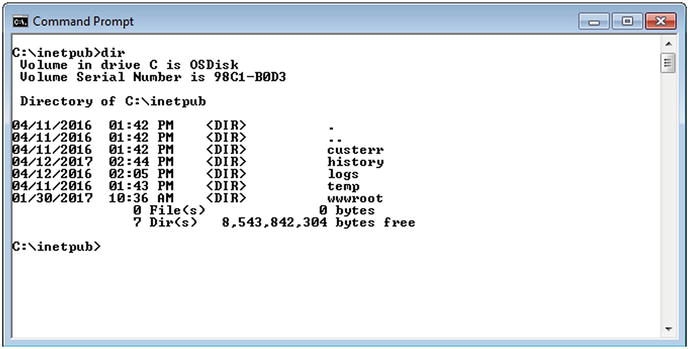 Command Prompt
C:\inetpub>dir
 Volume in drive C is OSDisk
 Volume Serial Number is 98C1-B0D3
 Directory of C:\inetpub
04/11/2016  01:42 PM    <DIR>          .
04/11/2016  01:42 PM    <DIR>          ..
04/11/2016  01:42 PM    <DIR>          custerr
04/12/2017  02:44 PM    <DIR>          history
04/12/2016  02:05 PM    <DIR>          logs
04/11/2016  01:43 PM    <DIR>          temp
01/30/2017  10:36 AM    <DIR>          wwwroot
               0 File(s)              0 bytes
               7 Dir(s)   8,543,842,304 bytes free
C:\inetpub>